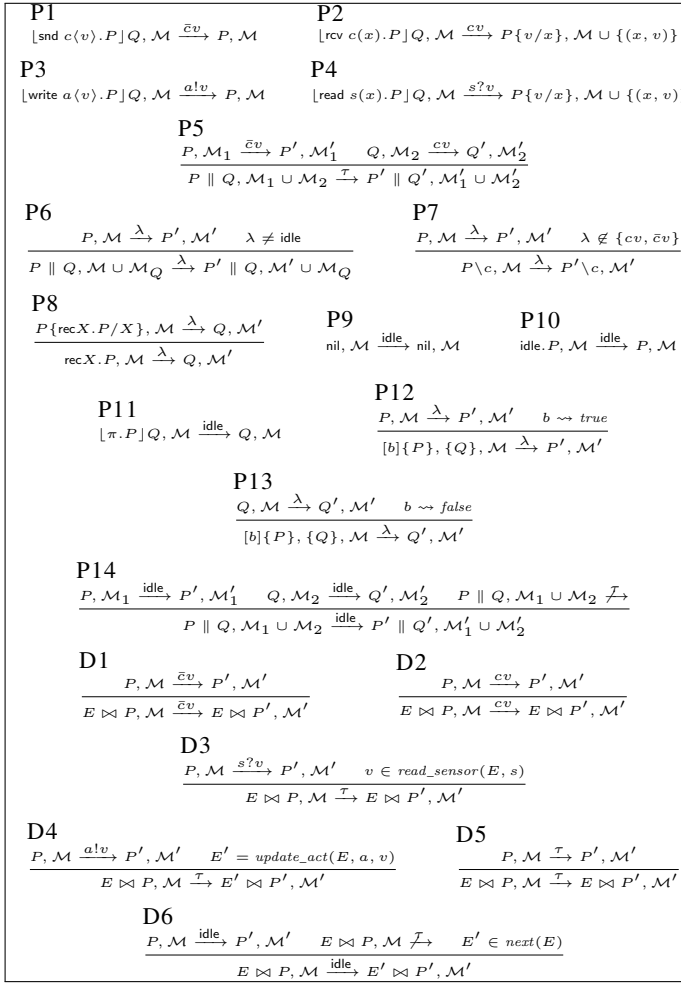 P1 P2
⌊snd c⟨v⟩.P⌋Q, ℳ —c̄v→ P, ℳ ⌊rcv c(x).P⌋Q, ℳ —cv→ P{v/x}, ℳ ∪ {(x, v)}
P3 P4
⌊write a⟨v⟩.P⌋Q, ℳ —a!v→ P, ℳ ⌊read s(x).P⌋Q, ℳ —s?v→ P{v/x}, ℳ ∪ {(x, v)
P5
P, ℳ₁ —c̄v→ P′, ℳ′₁ Q, ℳ₂ —cv→ Q′, ℳ′₂
P ∥ Q, ℳ₁ ∪ ℳ₂ —τ→ P′ ∥ Q′, ℳ′₁ ∪ ℳ′₂
P6 P7
P, ℳ —λ→ P′, ℳ′ λ ≠ idle P, ℳ —λ→ P′, ℳ′ λ ∉ {cv, c̄v}
P ∥ Q, ℳ ∪ ℳ_Q —λ→ P′ ∥ Q, ℳ′ ∪ ℳ_Q P\c, ℳ —λ→ P′\c, ℳ′
P8 P9 P10
P{recX.P/X}, ℳ —λ→ Q, ℳ′
recX.P, ℳ —λ→ Q, ℳ′ nil, ℳ —idle→ nil, ℳ idle.P, ℳ —idle→ P, ℳ
P11 P12
P, ℳ —λ→ P′, ℳ′ b ⇝ true
⌊π.P⌋Q, ℳ —idle→ Q, ℳ [b]{P}, {Q}, ℳ —λ→ P′, ℳ′
P13
Q, ℳ —λ→ Q′, ℳ′ b ⇝ false
[b]{P}, {Q}, ℳ —λ→ Q′, ℳ′
P14
P, ℳ₁ —idle→ P′, ℳ′₁ Q, ℳ₂ —idle→ Q′, ℳ′₂ P ∥ Q, ℳ₁ ∪ ℳ₂ —τ↛
P ∥ Q, ℳ₁ ∪ ℳ₂ —idle→ P′ ∥ Q′, ℳ′₁ ∪ ℳ′₂
D1 D2
P, ℳ —c̄v→ P′, ℳ′ P, ℳ —cv→ P′, ℳ′
E ⋈ P, ℳ —c̄v→ E ⋈ P′, ℳ′ E ⋈ P, ℳ —cv→ E ⋈ P′, ℳ′
D3
P, ℳ —s?v→ P′, ℳ′ v ∈ read_sensor(E, s)
E ⋈ P, ℳ —τ→ E ⋈ P′, ℳ′
D4 D5
P, ℳ —a!v→ P′, ℳ′ E′ = update_act(E, a, v) P, ℳ —τ→ P′, ℳ′
E ⋈ P, ℳ —τ→ E′ ⋈ P′, ℳ′ E ⋈ P, ℳ —τ→ E ⋈ P′, ℳ′
D6
P, ℳ —idle→ P′, ℳ′ E ⋈ P, ℳ —τ↛ E′ ∈ next(E)
E ⋈ P, ℳ —idle→ E′ ⋈ P′, ℳ′